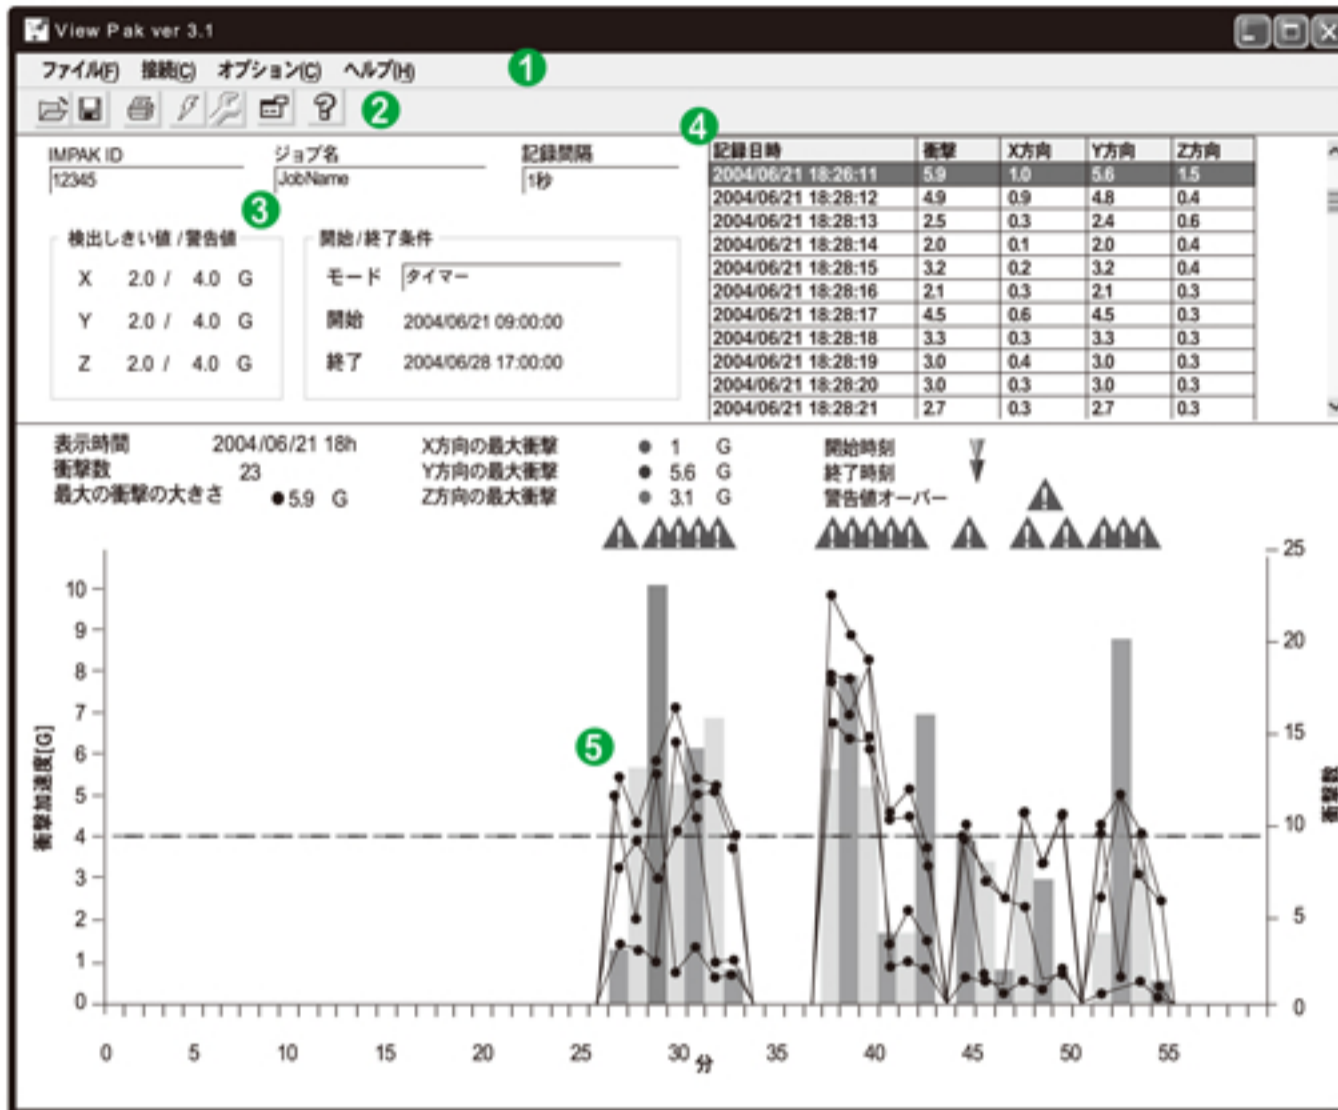 View Pak ver 3.1
ファイル(F) 接続(C) オプション(C) ヘルプ(H) 1
2
IMPAK ID ジョブ名 記録間隔
12345 JobName 1秒
3
検出しきい値 / 警告値
X 2.0 / 4.0 G
Y 2.0 / 4.0 G
Z 2.0 / 4.0 G
開始 / 終了条件
モード タイマー
開始 2004/06/21 09:00:00
終了 2004/06/28 17:00:00
4
記録日時 衝撃 X方向 Y方向 Z方向
2004/06/21 18:26:11 5.9 1.0 5.6 1.5
2004/06/21 18:28:12 4.9 0.9 4.8 0.4
2004/06/21 18:28:13 2.5 0.3 2.4 0.6
2004/06/21 18:28:14 2.0 0.1 2.0 0.4
2004/06/21 18:28:15 3.2 0.2 3.2 0.4
2004/06/21 18:28:16 2.1 0.3 2.1 0.3
2004/06/21 18:28:17 4.5 0.6 4.5 0.3
2004/06/21 18:28:18 3.3 0.3 3.3 0.3
2004/06/21 18:28:19 3.0 0.4 3.0 0.3
2004/06/21 18:28:20 3.0 0.3 3.0 0.3
2004/06/21 18:28:21 2.7 0.3 2.7 0.3
表示時間 2004/06/21 18h
衝撃数 23
最大の衝撃の大きさ 5.9 G
X方向の最大衝撃 1 G
Y方向の最大衝撃 5.6 G
Z方向の最大衝撃 3.1 G
開始時刻
終了時刻
警告値オーバー
5
衝撃加速度[G]
10
9
8
7
6
5
4
3
2
1
0
25
20
15
10
5
0
衝撃数
0 5 10 15 20 25 30 35 40 45 50 55
分